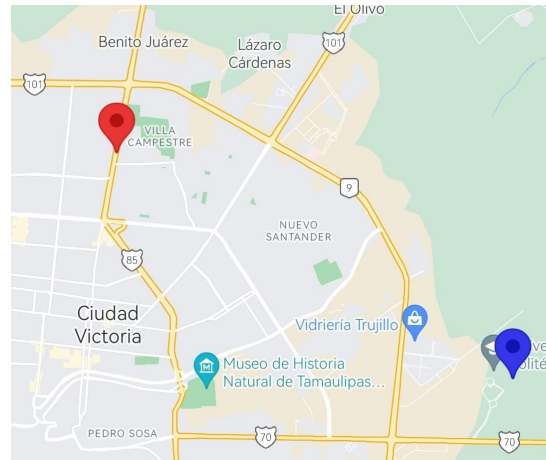 El Olivo
Benito Juárez
Lázaro
Cárdenas
101
101
VILLA
CAMPESTRE
9
NUEVO
SANTANDER
85
Ciudad
Victoria
Vidriería Trujillo
M
Museo de Historia
Natural de Tamaulipas...
PEDRO SOSA
70
70